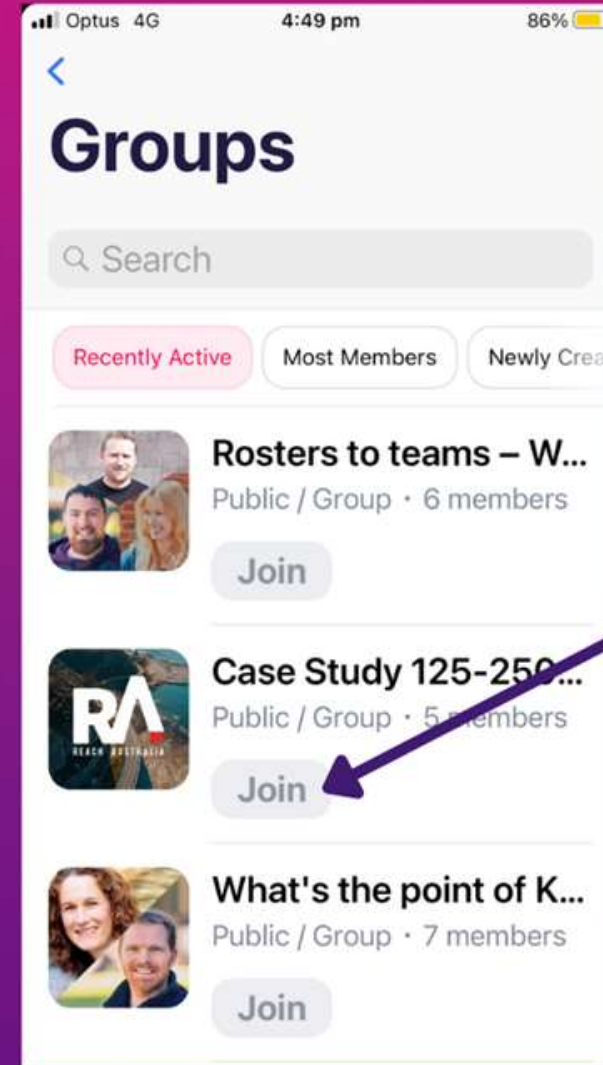 Optus 4G 4:49 pm 86%
Groups
Search
Recently Active Most Members Newly Crea
Rosters to teams – W...
Public / Group • 6 members
Join
Case Study 125-250...
Public / Group • 5 members
Join
RA
REACH AUSTRALIA
What's the point of K...
Public / Group • 7 members
Join